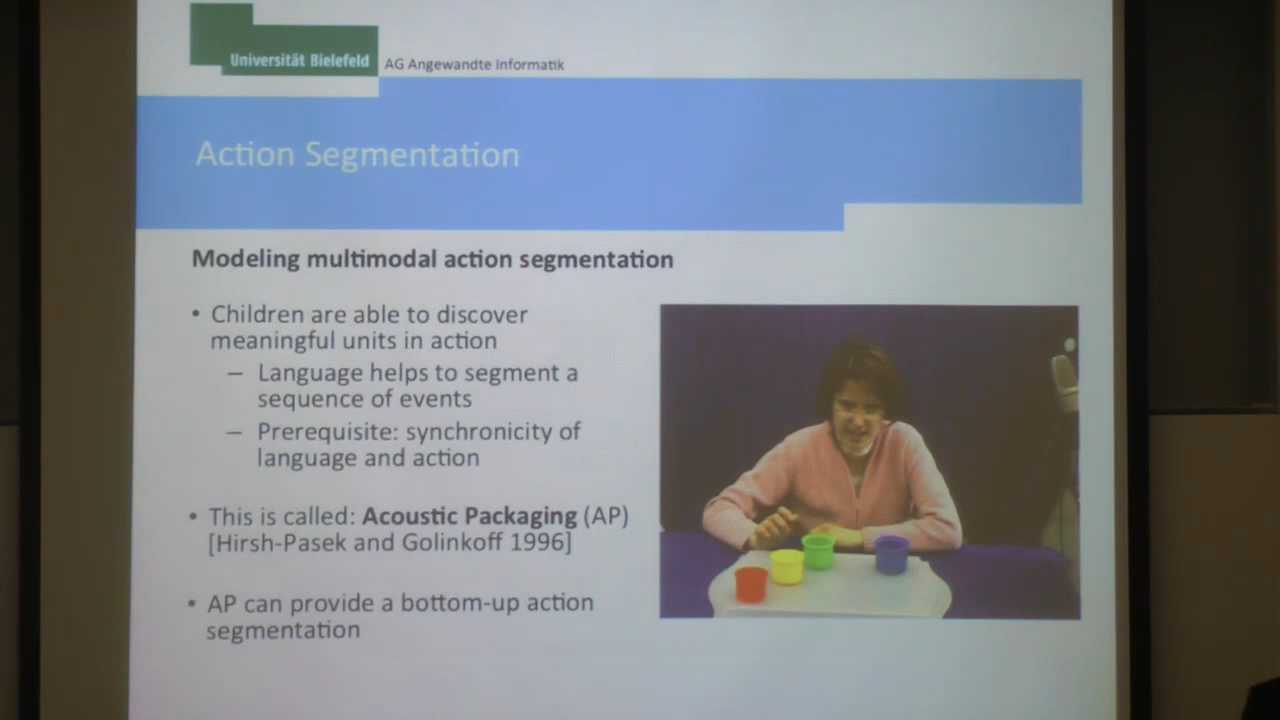 Universität Bielefeld AG Angewandte Informatik
Action Segmentation
Modeling multimodal action segmentation
• Children are able to discover
meaningful units in action
– Language helps to segment a
sequence of events
– Prerequisite: synchronicity of
language and action
• This is called: Acoustic Packaging (AP)
[Hirsh-Pasek and Golinkoff 1996]
• AP can provide a bottom-up action
segmentation